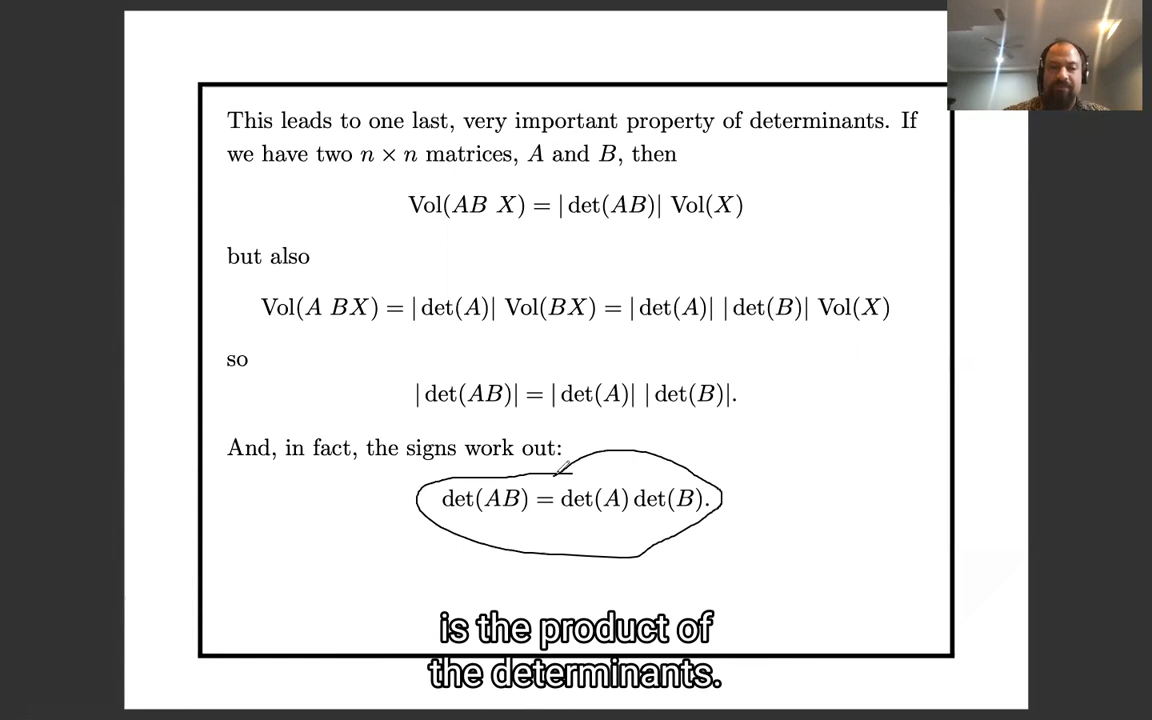 This leads to one last, very important property of determinants. If
we have two n × n matrices, A and B, then
Vol(AB X) = | det(AB)| Vol(X)
but also
Vol(A BX) = | det(A)| Vol(BX) = | det(A)| | det(B)| Vol(X)
so
| det(AB)| = | det(A)| | det(B)|.
And, in fact, the signs work out:
det(AB) = det(A) det(B).
is the product of
the determinants.